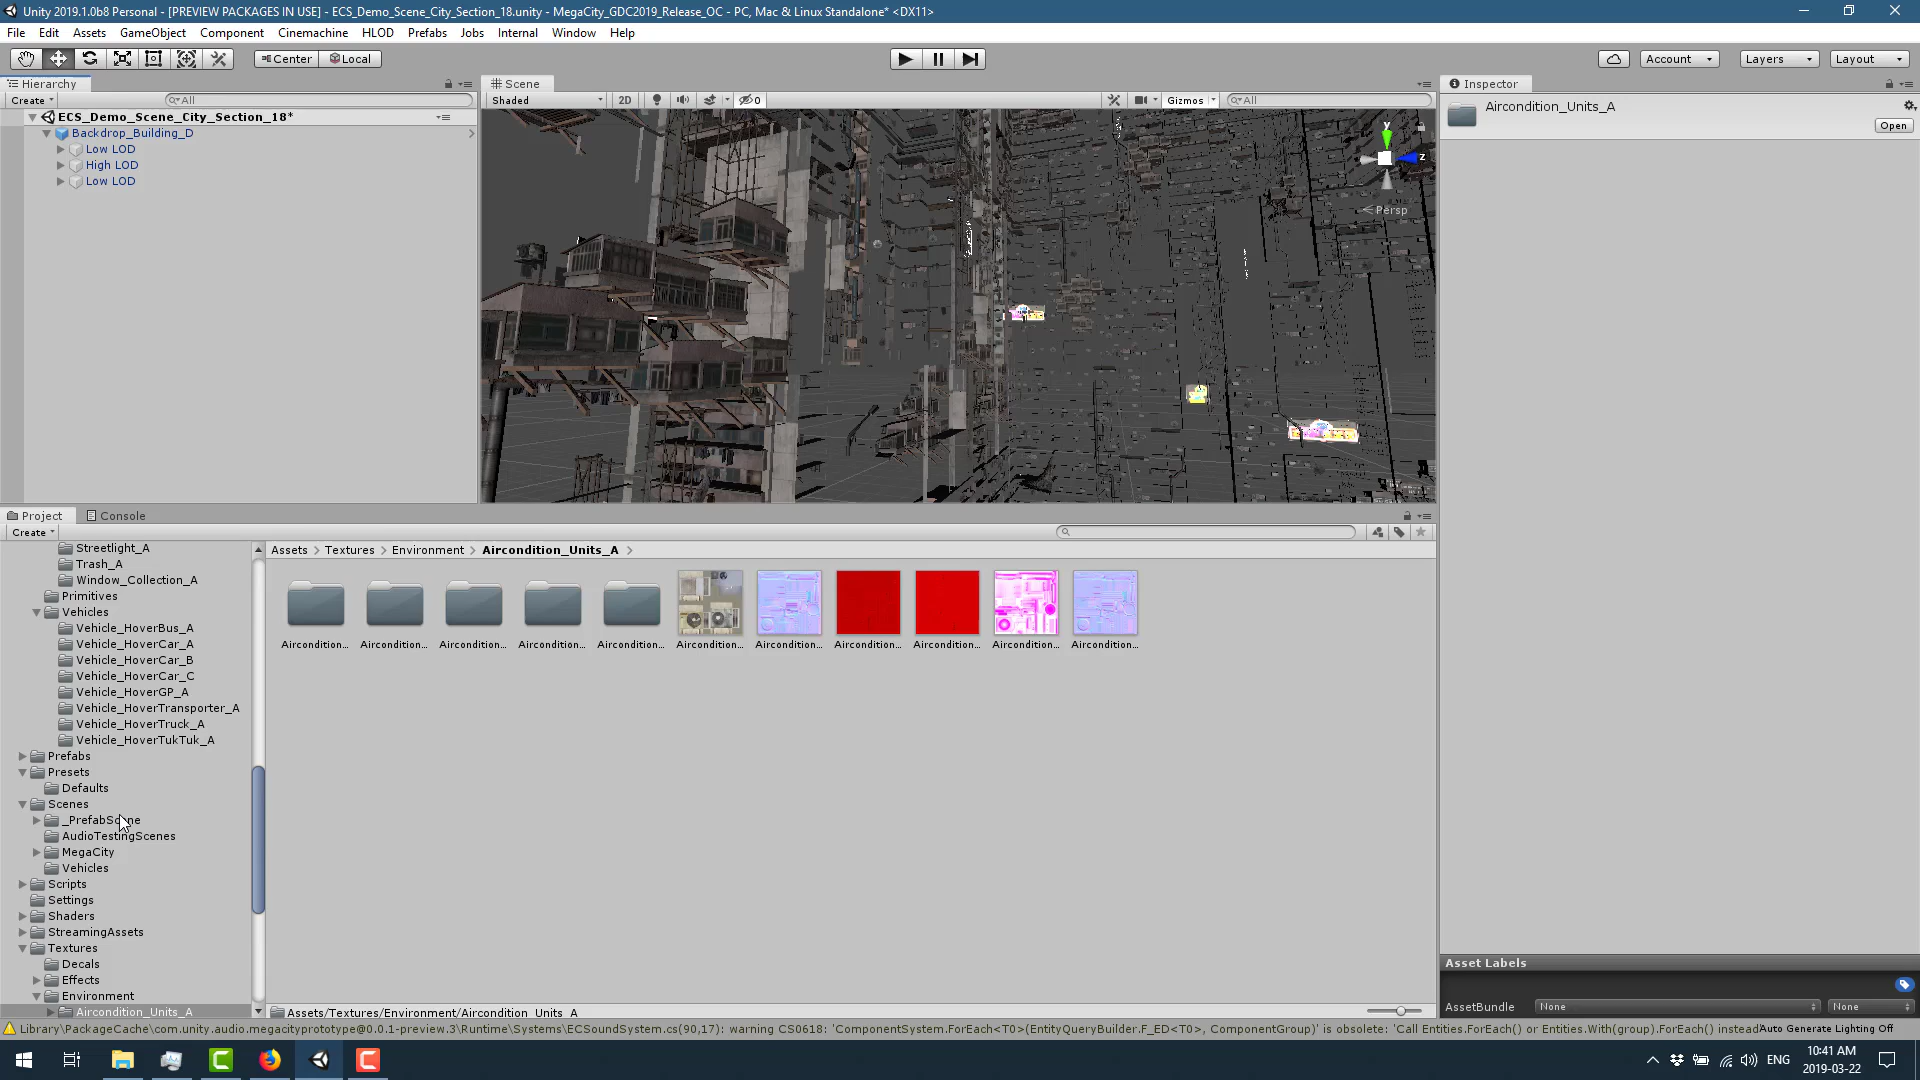 Unity 2019.1.0b8 Personal - [PREVIEW PACKAGES IN USE] - ECS_Demo_Scene_City_Section_18.unity - MegaCity_GDC2019_Release_OC - PC, Mac & Linux Standalone* <DX11>
File Edit Assets GameObject Component Cinemachine HLOD Prefabs Jobs Internal Window Help
Center Local Account Layers Layout
Hierarchy
Create All
ECS_Demo_Scene_City_Section_18*
Backdrop_Building_D
Low LOD
High LOD
Low LOD
Scene
Shaded 2D 0 Gizmos All
y
z
Persp
Inspector
Aircondition_Units_A
Open
Project Console
Create
Streetlight_A
Trash_A
Window_Collection_A
Primitives
Vehicles
Vehicle_HoverBus_A
Vehicle_HoverCar_A
Vehicle_HoverCar_B
Vehicle_HoverCar_C
Vehicle_HoverGP_A
Vehicle_HoverTransporter_A
Vehicle_HoverTruck_A
Vehicle_HoverTukTuk_A
Prefabs
Presets
Defaults
Scenes
_PrefabScene
AudioTestingScenes
MegaCity
Vehicles
Scripts
Settings
Shaders
StreamingAssets
Textures
Decals
Effects
Environment
Aircondition_Units_A
Assets > Textures > Environment > Aircondition_Units_A >
Aircondition... Aircondition... Aircondition... Aircondition... Aircondition... Aircondition... Aircondition... Aircondition... Aircondition... Aircondition... Aircondition...
Assets/Textures/Environment/Aircondition_Units_A
Asset Labels
AssetBundle None None
Library\PackageCache\com.unity.audio.megacityprototype@0.0.1-preview.3\Runtime\Systems\ECSoundSystem.cs(90,17): warning CS0618: 'ComponentSystem.ForEach<T0>(EntityQueryBuilder.F_ED<T0>, ComponentGroup)' is obsolete: 'Call Entities.ForEach() or Entities.With(group).ForEach() instead
Auto Generate Lighting Off
ENG
10:41 AM
2019-03-22